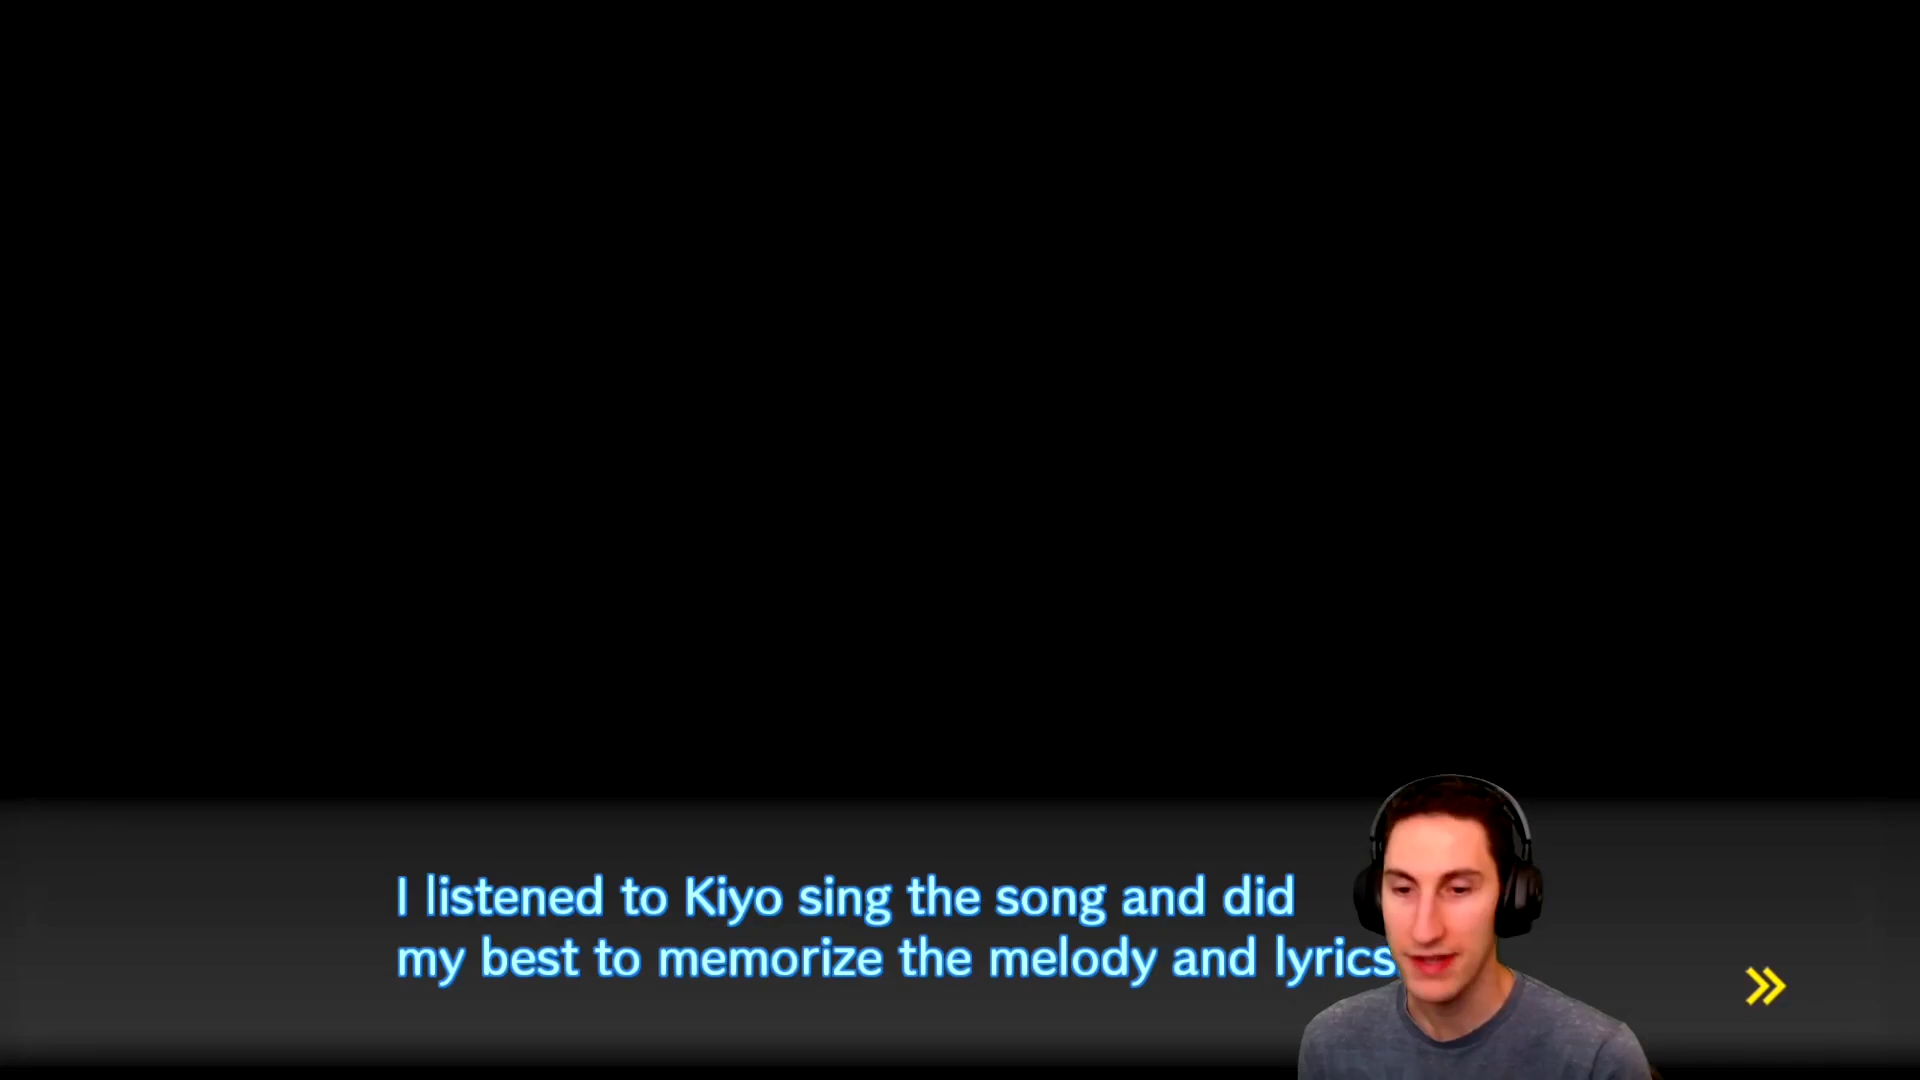 I listened to Kiyo sing the song and did
my best to memorize the melody and lyrics